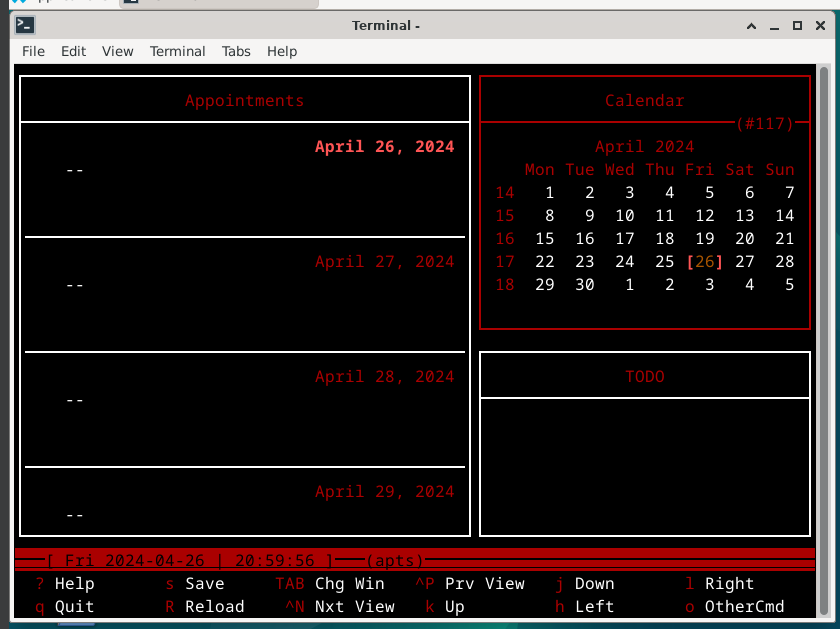 Terminal -
File Edit View Terminal Tabs Help
Appointments
April 26, 2024
--
April 27, 2024
--
April 28, 2024
--
April 29, 2024
--
Calendar
(#117)
April 2024
Mon Tue Wed Thu Fri Sat Sun
14 1 2 3 4 5 6 7
15 8 9 10 11 12 13 14
16 15 16 17 18 19 20 21
17 22 23 24 25 [26] 27 28
18 29 30 1 2 3 4 5
TODO
[ Fri 2024-04-26 | 20:59:56 ] (apts)
? Help s Save TAB Chg Win ^P Prv View j Down l Right
q Quit R Reload ^N Nxt View k Up h Left o OtherCmd